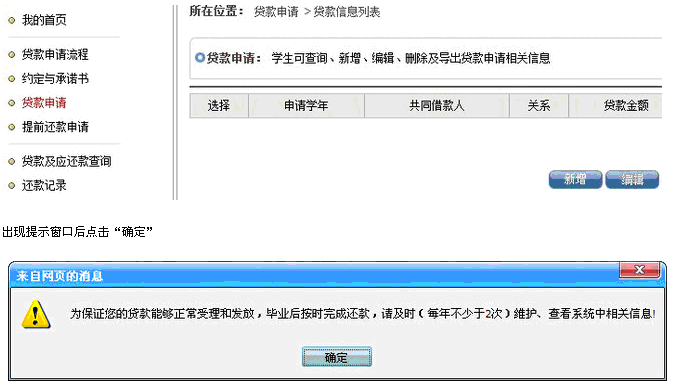 我的首页
贷款申请流程
约定与承诺书
贷款申请
提前还款申请
贷款及应还款查询
还款记录
所在位置： 贷款申请 >贷款信息列表
贷款申请： 学生可查询、新增、编辑、删除及导出贷款申请相关信息
选择 申请学年 共同借款人 关系 贷款金额
新增 编辑
出现提示窗口后点击“确定”
来自网页的消息
为保证您的贷款能够正常受理和发放，毕业后按时完成还款，请及时（每年不少于2次）维护、查看系统中相关信息!
确定